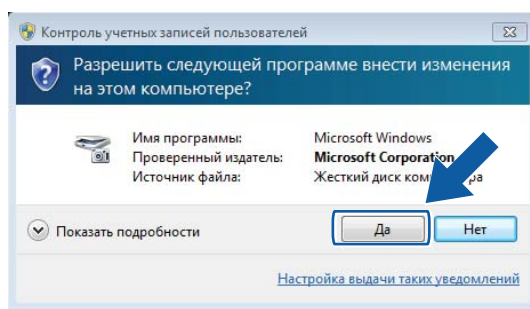 Контроль учетных записей пользователей
Разрешить следующей программе внести изменения
на этом компьютере?
Имя программы: Microsoft Windows
Проверенный издатель: Microsoft Corporation
Источник файла: Жесткий диск
Показать подробности
Да
Нет
Настройка выдачи таких уведомлений